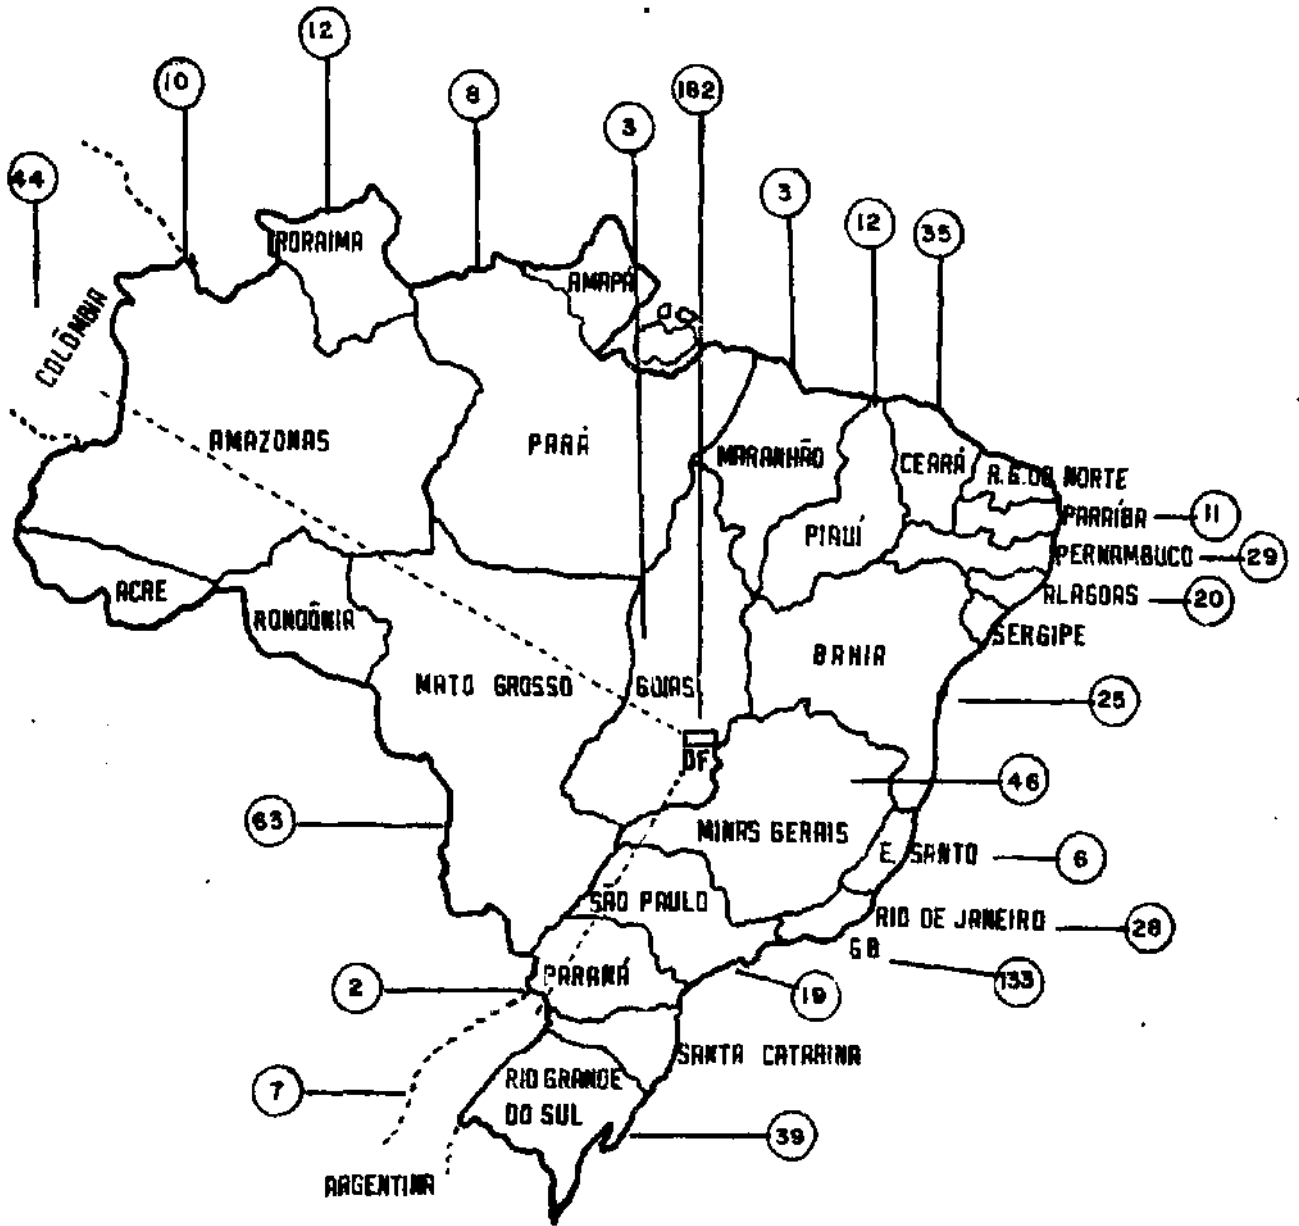 12
10
8
182
3
44
3
12
35
RORAIMA
AMAPÁ
COLÔMBIA
AMAZONAS
PARÁ
MARANHÃO
CEARÁ
R.G.DO NORTE
PARAÍBA
11
PIAUÍ
PERNAMBUCO
29
ACRE
ALAGOAS
20
RONDÔNIA
SERGIPE
BAHIA
MATO GROSSO
GOIAS
25
DF
46
63
MINAS GERAIS
E. SANTO
6
SÃO PAULO
RIO DE JANEIRO
28
GB
133
PARANÁ
2
19
SANTA CATARINA
7
RIO GRANDE
DO SUL
39
ARGENTINA